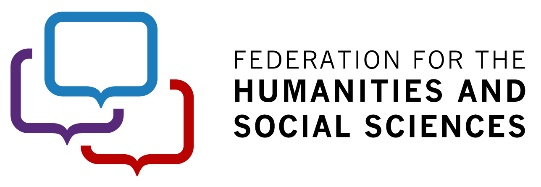 FEDERATION FOR THE
HUMANITIES AND
SOCIAL SCIENCES